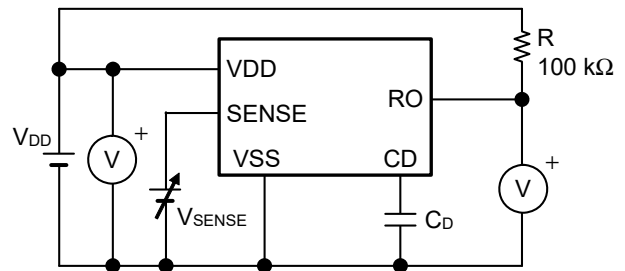 R
100 kΩ
VDD
RO
SENSE
VDD
+
V
VSS
CD
+
V
VSENSE
CD